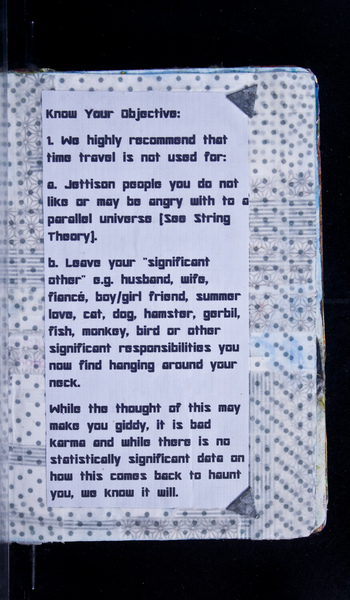 Know Your Objective:
1. We highly recommend that
time travel is not used for:
a. Jettison people you do not
like or may be angry with to a
parallel universe (See String
Theory).
b. Leave your "significant
other" e.g. husband, wife,
fiancé, boy/girl friend, summer
love, cat, dog, hamster, gerbil,
fish, monkey, bird or other
significant responsibilities you
now find hanging around your
neck.
While the thought of this may
make you giddy, it is bad
karma and while there is no
statistically significant data on
how this comes back to haunt
you, we know it will.